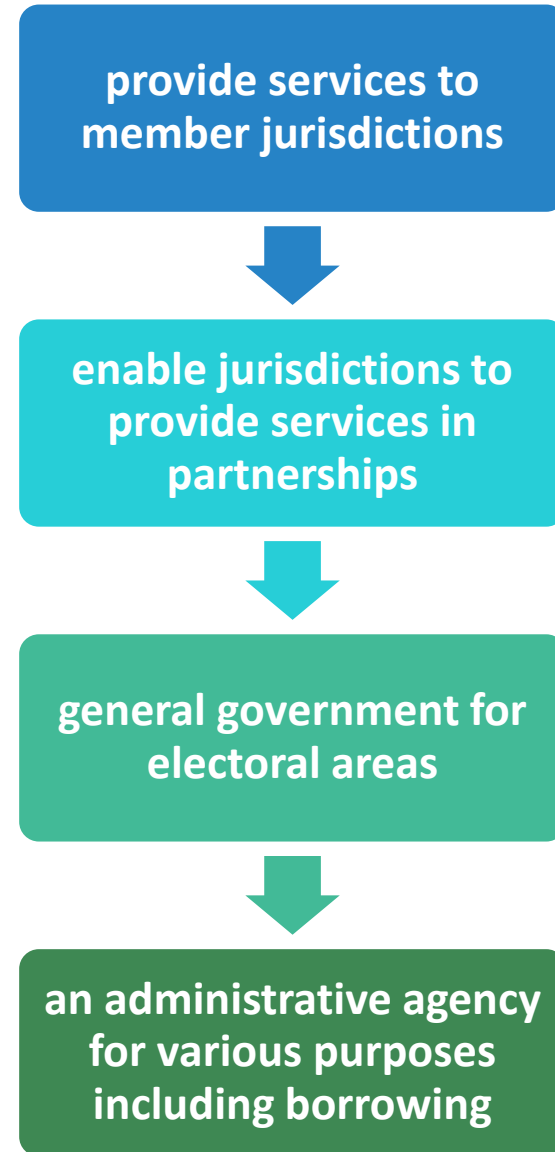 provide services to
member jurisdictions
enable jurisdictions to
provide services in
partnerships
general government for
electoral areas
an administrative agency
for various purposes
including borrowing